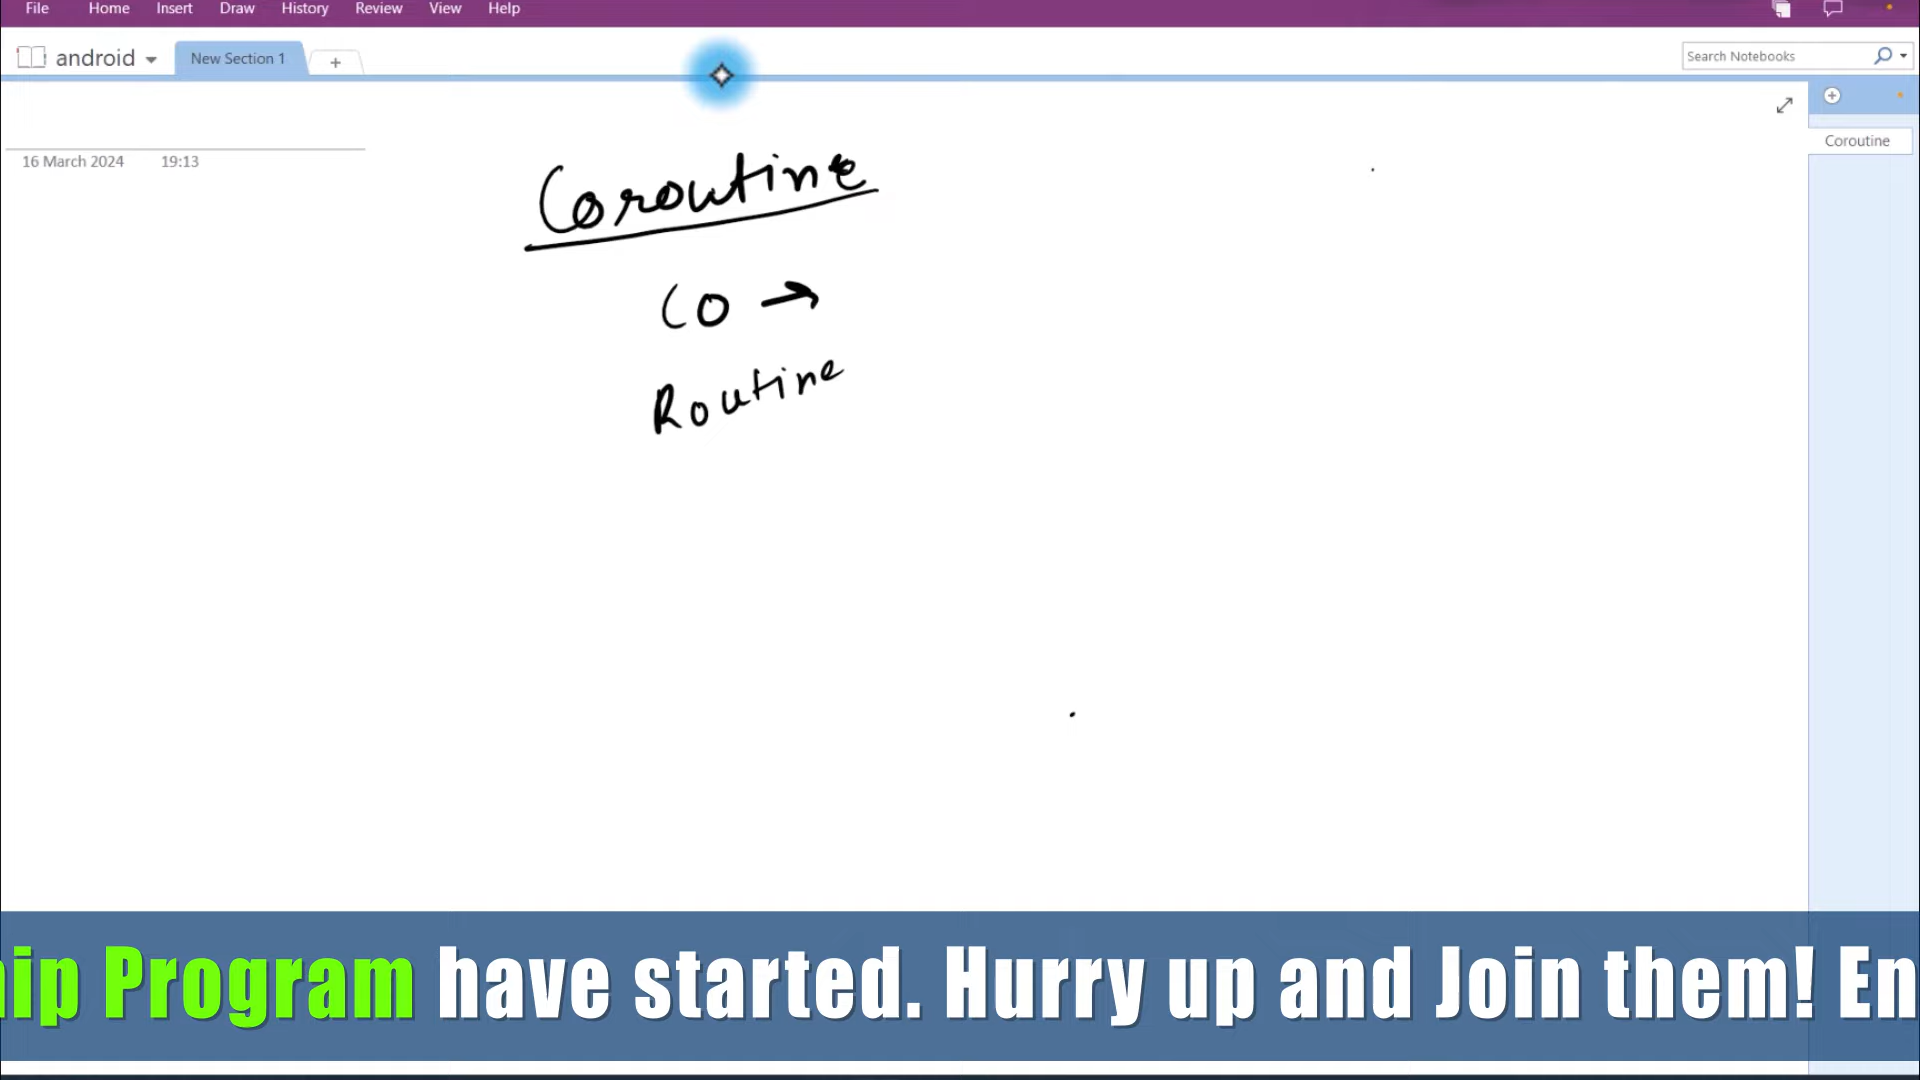 File Home Insert Draw History Review View Help
android New Section 1 +
Search Notebooks
Coroutine
16 March 2024 19:13
Coroutine
CO →
Routine
hip Program have started. Hurry up and Join them! En